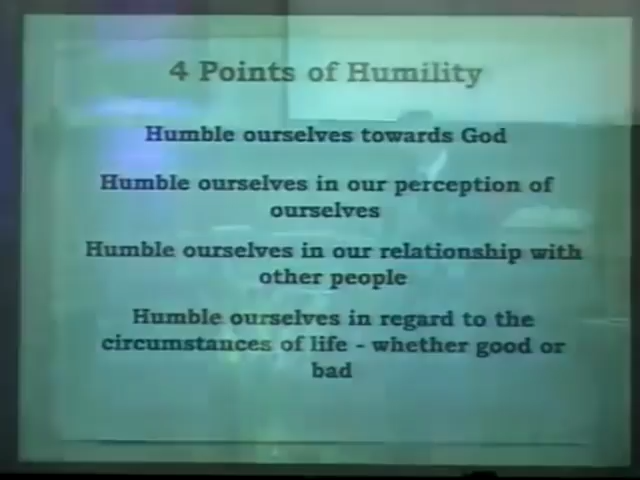 4 Points of Humility
Humble ourselves towards God
Humble ourselves in our perception of
ourselves
Humble ourselves in our relationship with
other people
Humble ourselves in regard to the
circumstances of life - whether good or
bad